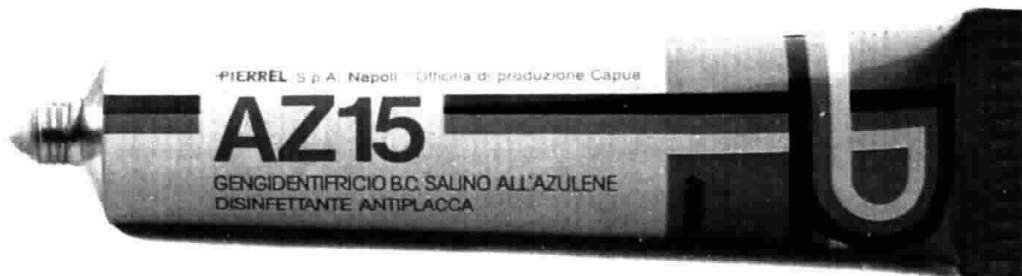 PIERREL S.p.A. Napoli - Officina di produzione Capua
AZ15
GENGIDENTIFRICIO B.C. SALINO ALL'AZULENE
DISINFETTANTE ANTIPLACCA